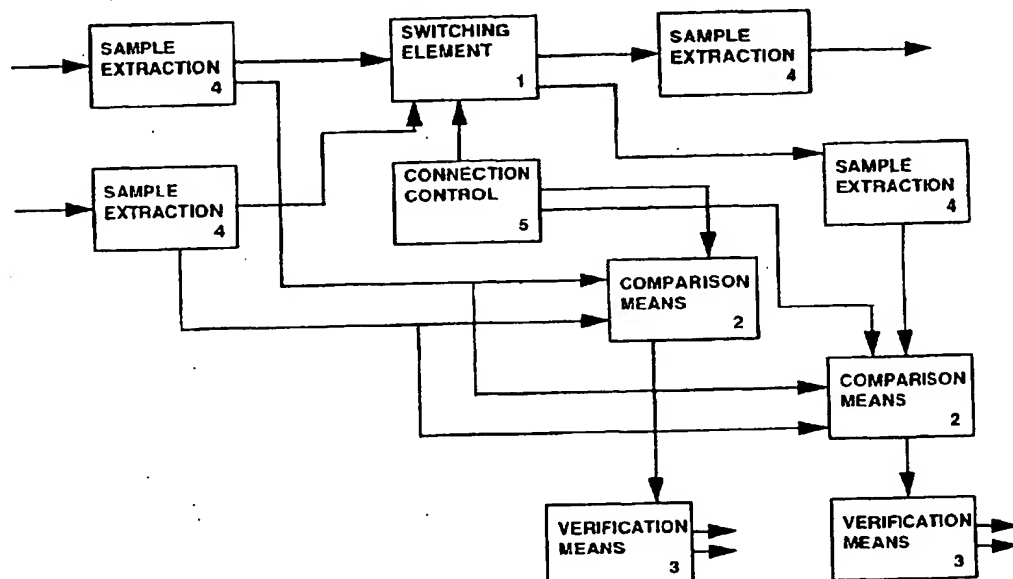 SAMPLE
EXTRACTION
4
SWITCHING
ELEMENT
1
SAMPLE
EXTRACTION
4
SAMPLE
EXTRACTION
4
CONNECTION
CONTROL
5
SAMPLE
EXTRACTION
4
COMPARISON
MEANS
2
COMPARISON
MEANS
2
VERIFICATION
MEANS
3
VERIFICATION
MEANS
3